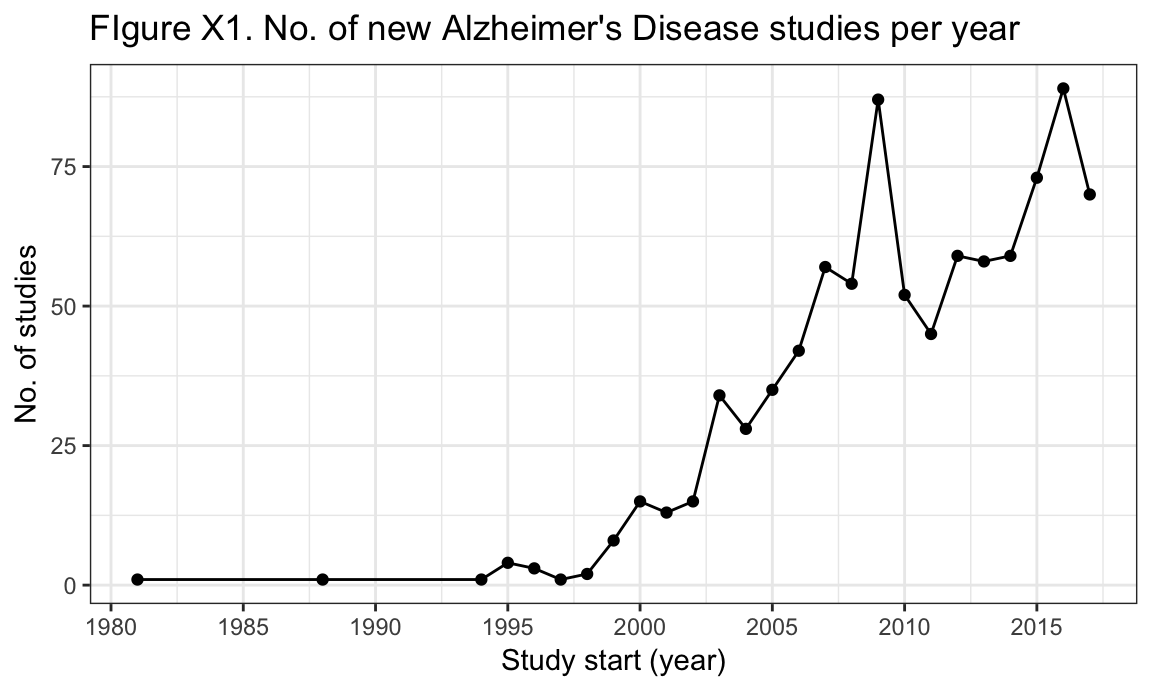 FIgure X1. No. of new Alzheimer's Disease studies per year
No. of studies
75
50
25
0
1980 1985 1990 1995 2000 2005 2010 2015
Study start (year)